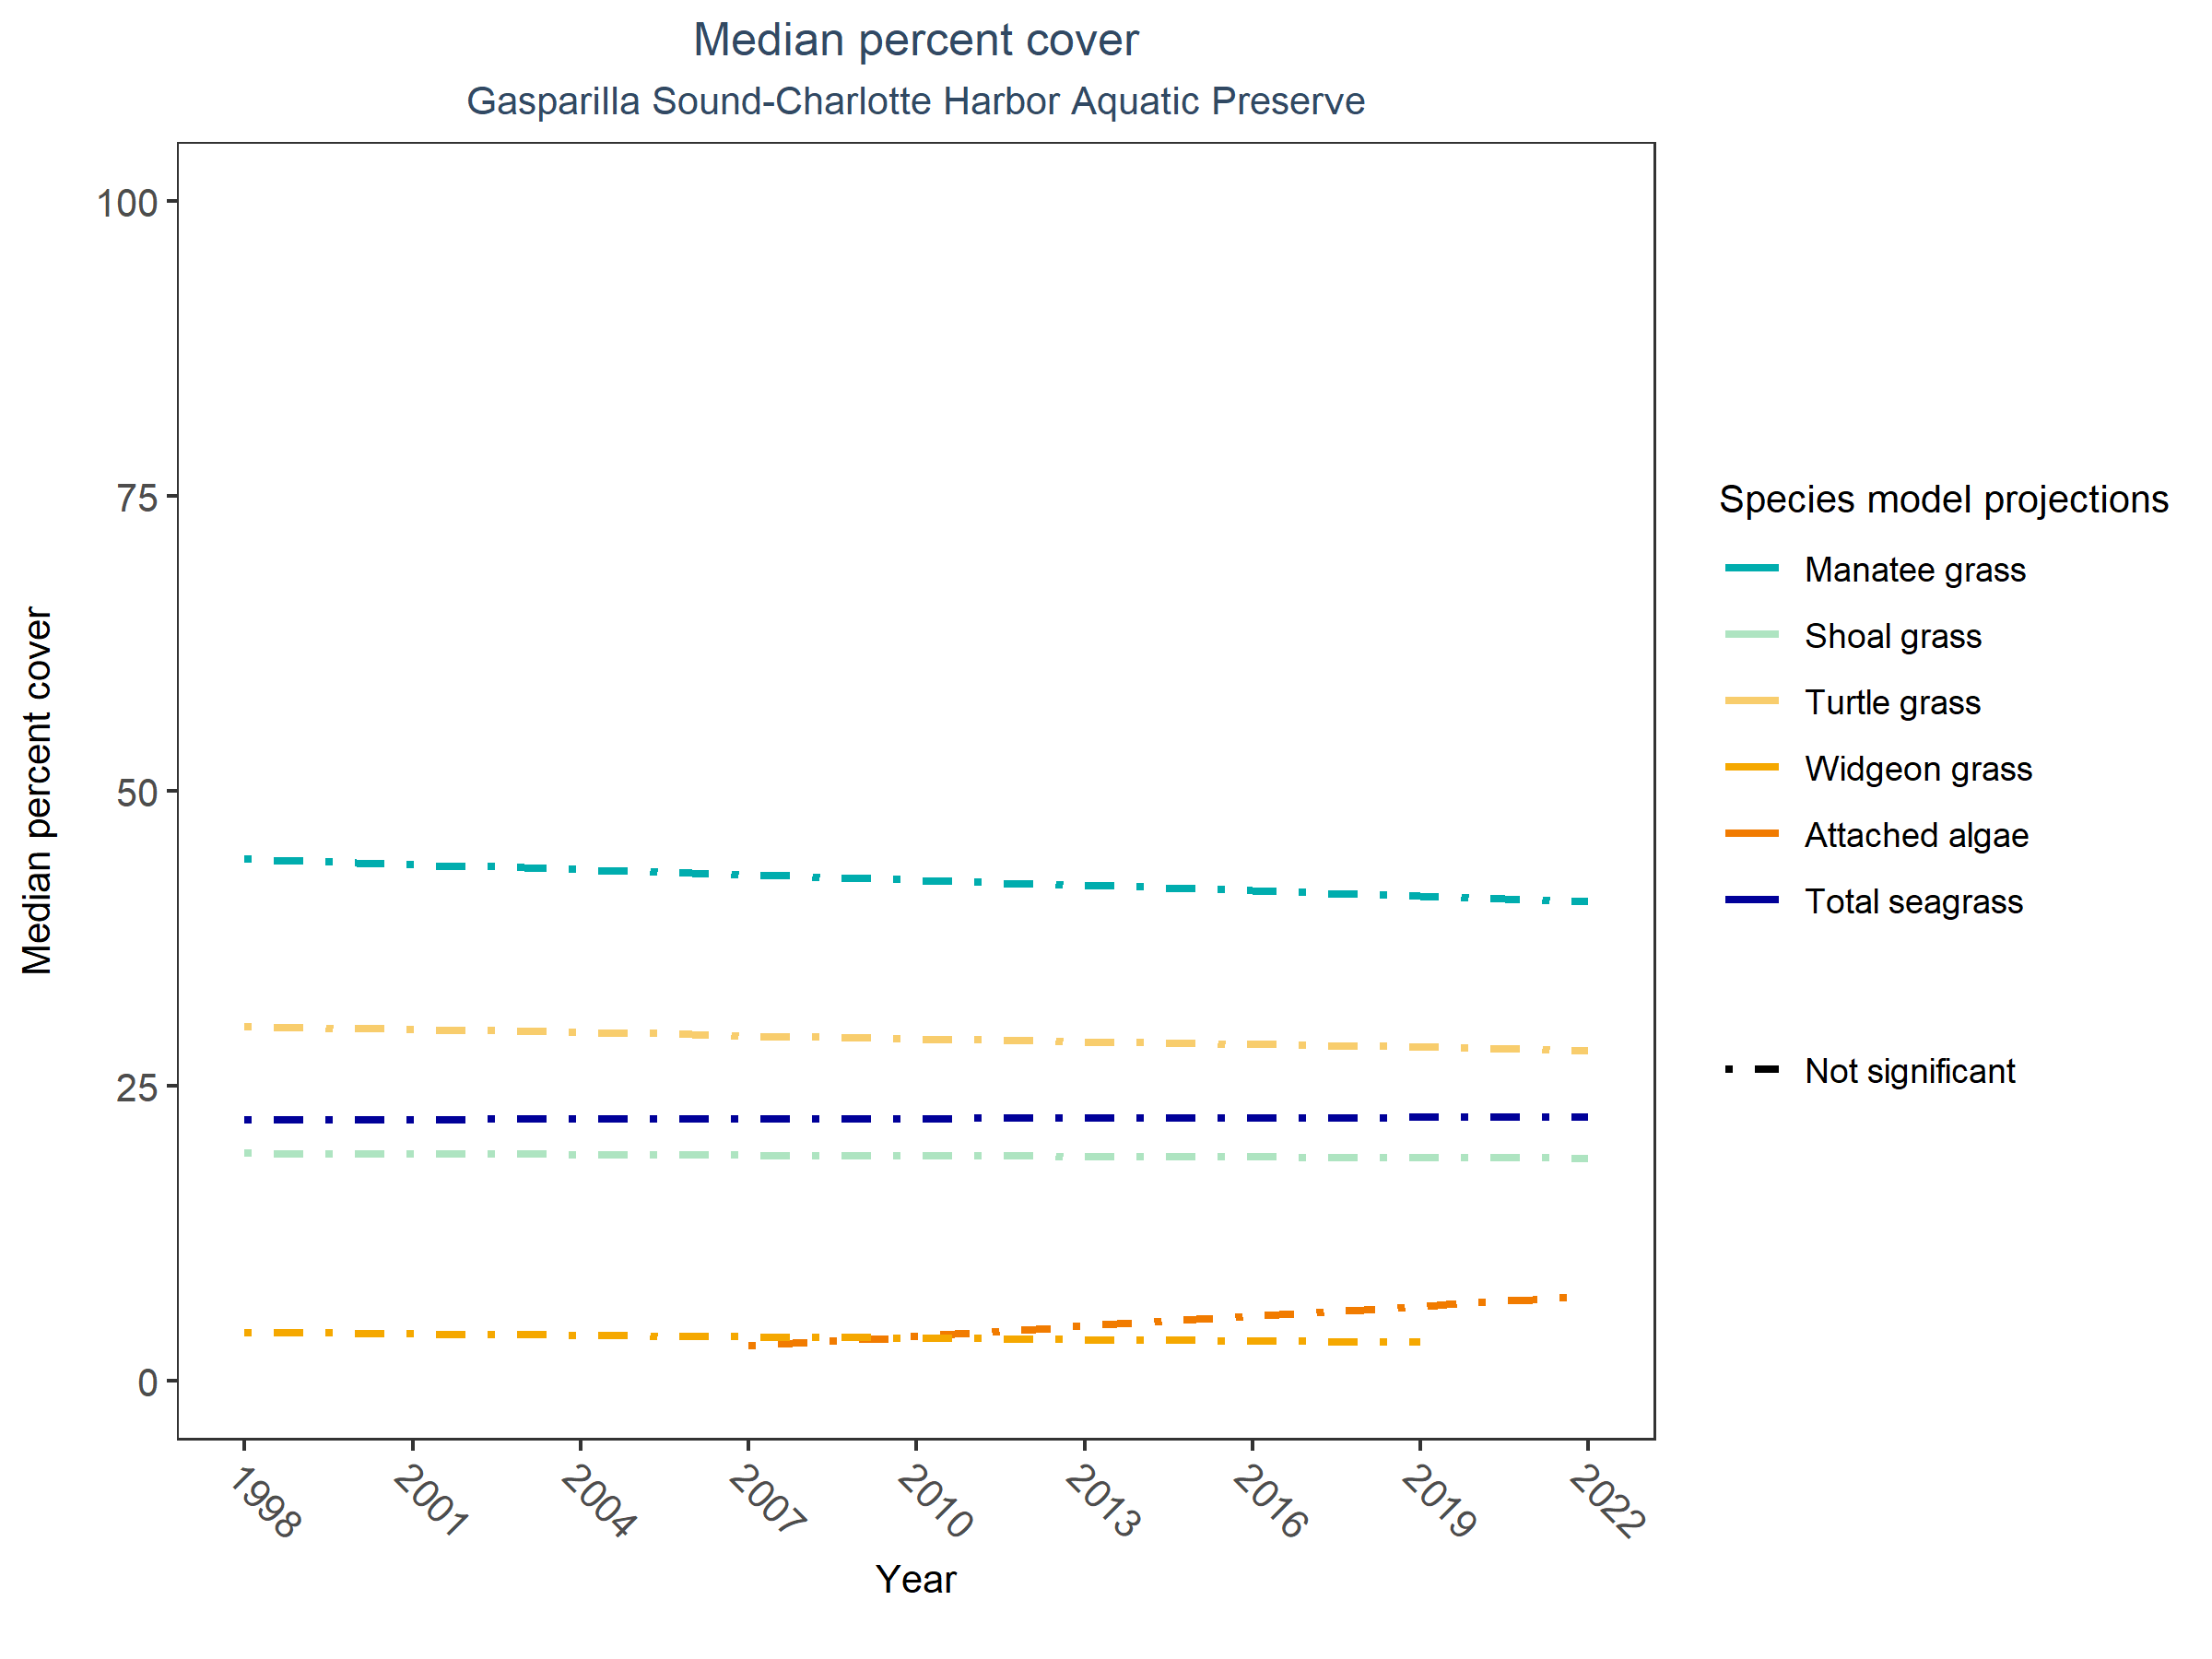 Median percent cover
Gasparilla Sound-Charlotte Harbor Aquatic Preserve
Median percent cover
100
75
50
25
0
1998
2001
2004
2007
2010
2013
2016
2019
2022
Year
Species model projections
Manatee grass
Shoal grass
Turtle grass
Widgeon grass
Attached algae
Total seagrass
Not significant